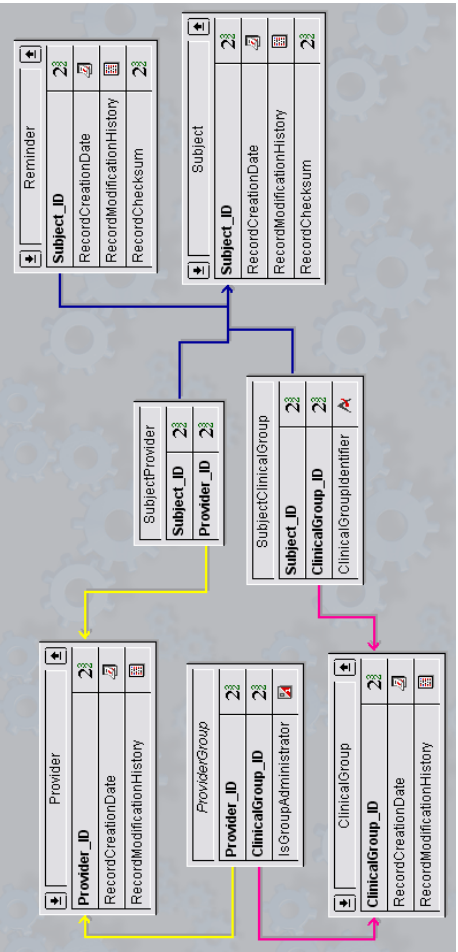 Provider
Provider_ID
RecordCreationDate
RecordModificationHistory
Reminder
Subject_ID
RecordCreationDate
RecordModificationHistory
RecordChecksum
SubjectProvider
Subject_ID
Provider_ID
Subject
Subject_ID
RecordCreationDate
RecordModificationHistory
RecordChecksum
ProviderGroup
Provider_ID
ClinicalGroup_ID
IsGroupAdministrator
SubjectClinicalGroup
Subject_ID
ClinicalGroup_ID
ClinicalGroupIdentifier
ClinicalGroup
ClinicalGroup_ID
RecordCreationDate
RecordModificationHistory